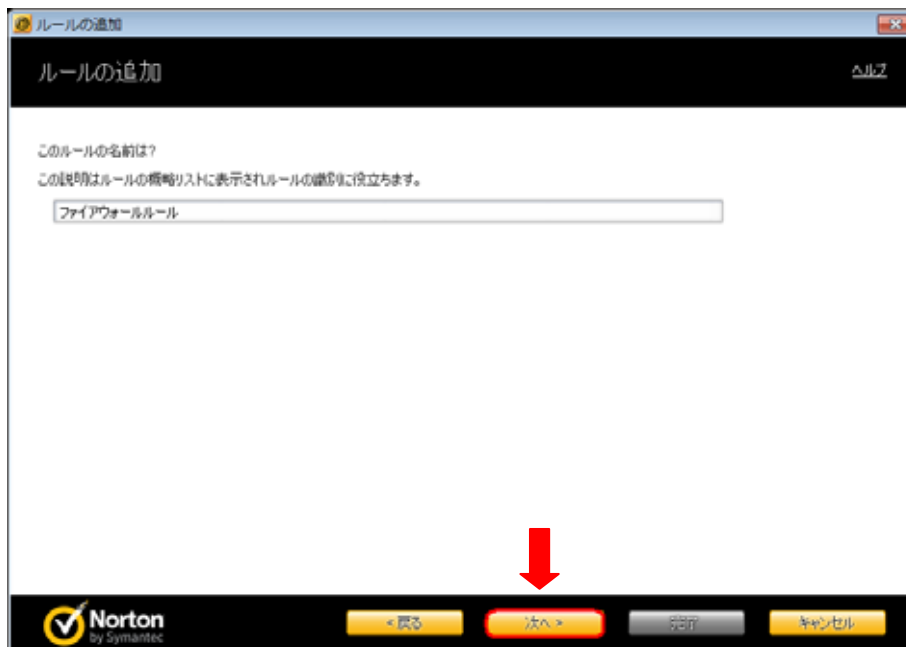 ルールの追加
ルールの追加
ヘルプ
このルールの名前は?
この説明はルールの概略リストに表示されルールの識別に役立ちます。
ファイアウォールルール
Norton
by Symantec
< 戻る
次へ >
完了
キャンセル